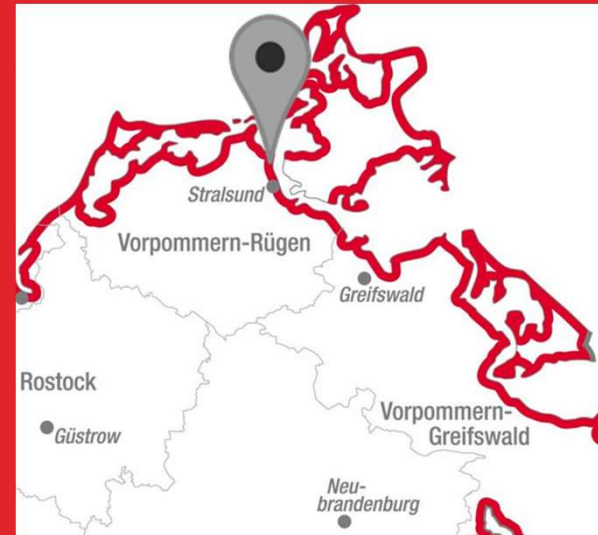 Stralsund
Vorpommern-Rügen
Greifswald
Rostock
Güstrow
Vorpommern-
Greifswald
Neu-
brandenburg